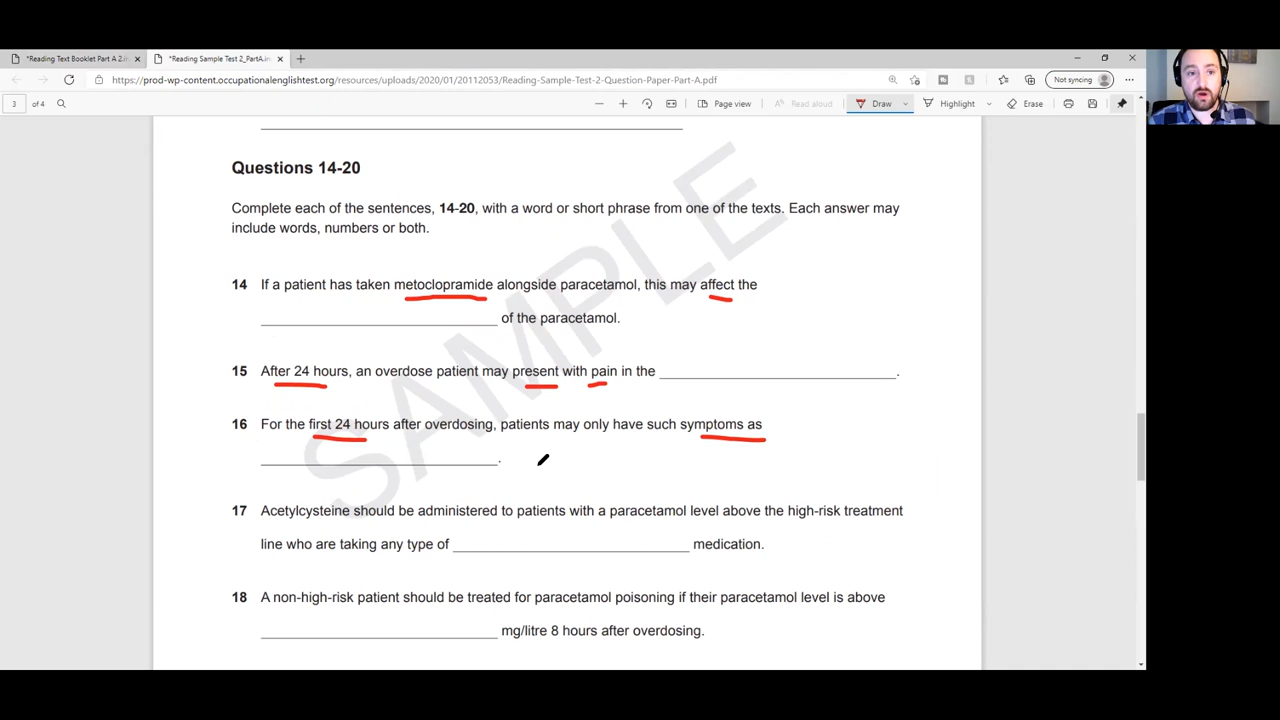 *Reading Text Booklet Part A 2.in
*Reading Sample Test 2_PartA.in
https://prod-wp-content.occupationalenglishtest.org/resources/uploads/2020/01/20112053/Reading-Sample-Test-2-Question-Paper-Part-A.pdf
Not syncing
3 of 4
Page view
Read aloud
Draw
Highlight
Erase
SAMPLE
Questions 14-20
Complete each of the sentences, 14-20, with a word or short phrase from one of the texts. Each answer may
include words, numbers or both.
14 If a patient has taken metoclopramide alongside paracetamol, this may affect the
of the paracetamol.
15 After 24 hours, an overdose patient may present with pain in the .
16 For the first 24 hours after overdosing, patients may only have such symptoms as
.
17 Acetylcysteine should be administered to patients with a paracetamol level above the high-risk treatment
line who are taking any type of medication.
18 A non-high-risk patient should be treated for paracetamol poisoning if their paracetamol level is above
mg/litre 8 hours after overdosing.